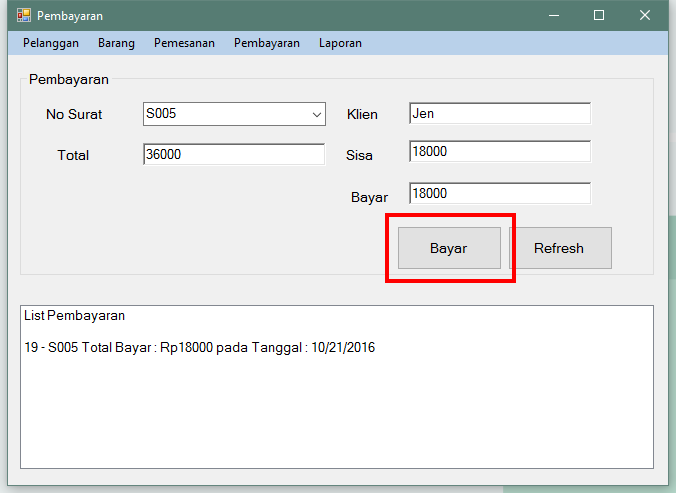 Pembayaran
Pelanggan Barang Pemesanan Pembayaran Laporan
Pembayaran
No Surat S005 Klien Jen
Total 36000 Sisa 18000
Bayar 18000
Bayar Refresh
List Pembayaran
19 - S005 Total Bayar : Rp18000 pada Tanggal : 10/21/2016